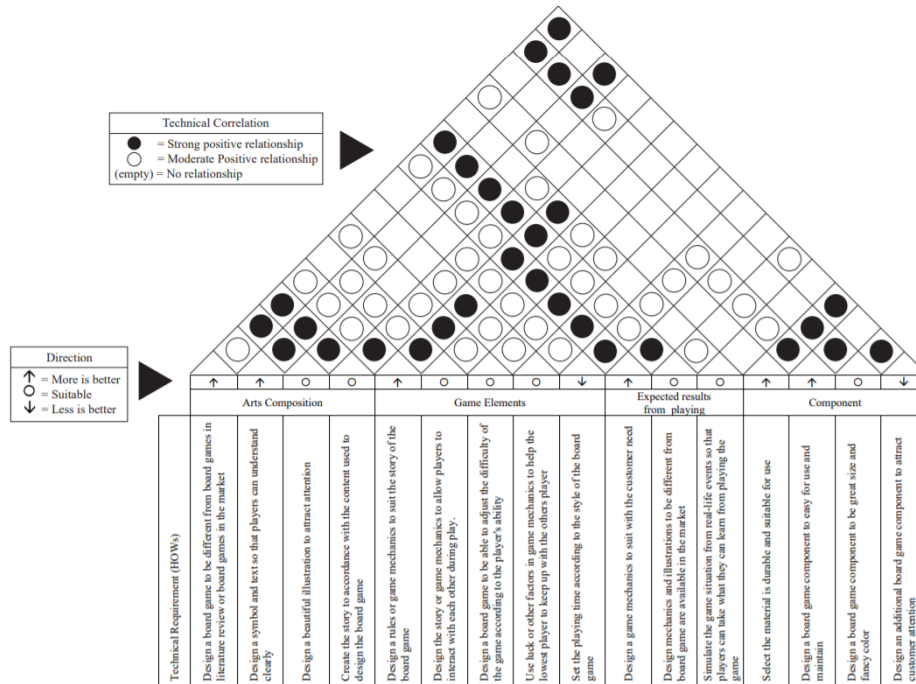 Technical Correlation
= Strong positive relationship
= Moderate Positive relationship
(empty) = No relationship
Direction
↑ = More is better
O = Suitable
↓ = Less is better
↑ ↑ O O ↑ O O O ↓ ↑ O O ↑ ↑ O ↓
Arts Composition
Game Elements
Expected results
from playing
Component
Technical Requirement (HOWs)
Design a board game to be different from board games in
literature review or board games in the market
Design a symbol and text so that players can understand
clearly
Design a beautiful illustration to attract attention
Create the story to accordance with the content used to
design the board game
Design a rules or game mechanics to suit the story of the
board game
Design the story or game mechanics to allow players to
interact with each other during play.
Design a board game to be able to adjust the difficulty of
the game according to the player's ability
Use luck or other factors in game mechanics to help the
lowest player to keep up with the others player
Set the playing time according to the style of the board
game
Design a game mechanics to suit with the customer need
Design mechanics and illustrations to be different from
board game are available in the market
Simulate the game situation from real-life events so that
players can take what they can learn from playing the
game
Select the material is durable and suitable for use
Design a board game component to easy for use and
maintain
Design a board game component to be great size and
fancy color
Design an additional board game component to attract
customer attention